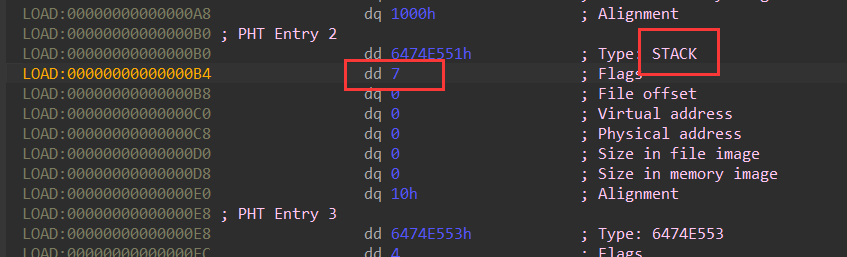 LOAD:00000000000000A8 dq 1000h ; Alignment
LOAD:00000000000000B0 ; PHT Entry 2
LOAD:00000000000000B0 dd 6474E551h ; Type: STACK
LOAD:00000000000000B4 dd 7 ; Flags
LOAD:00000000000000B8 dq 0 ; File offset
LOAD:00000000000000C0 dq 0 ; Virtual address
LOAD:00000000000000C8 dq 0 ; Physical address
LOAD:00000000000000D0 dq 0 ; Size in file image
LOAD:00000000000000D8 dq 0 ; Size in memory image
LOAD:00000000000000E0 dq 10h ; Alignment
LOAD:00000000000000E8 ; PHT Entry 3
LOAD:00000000000000E8 dd 6474E553h ; Type: 6474E553
LOAD:00000000000000EC dd 4 ; Flags